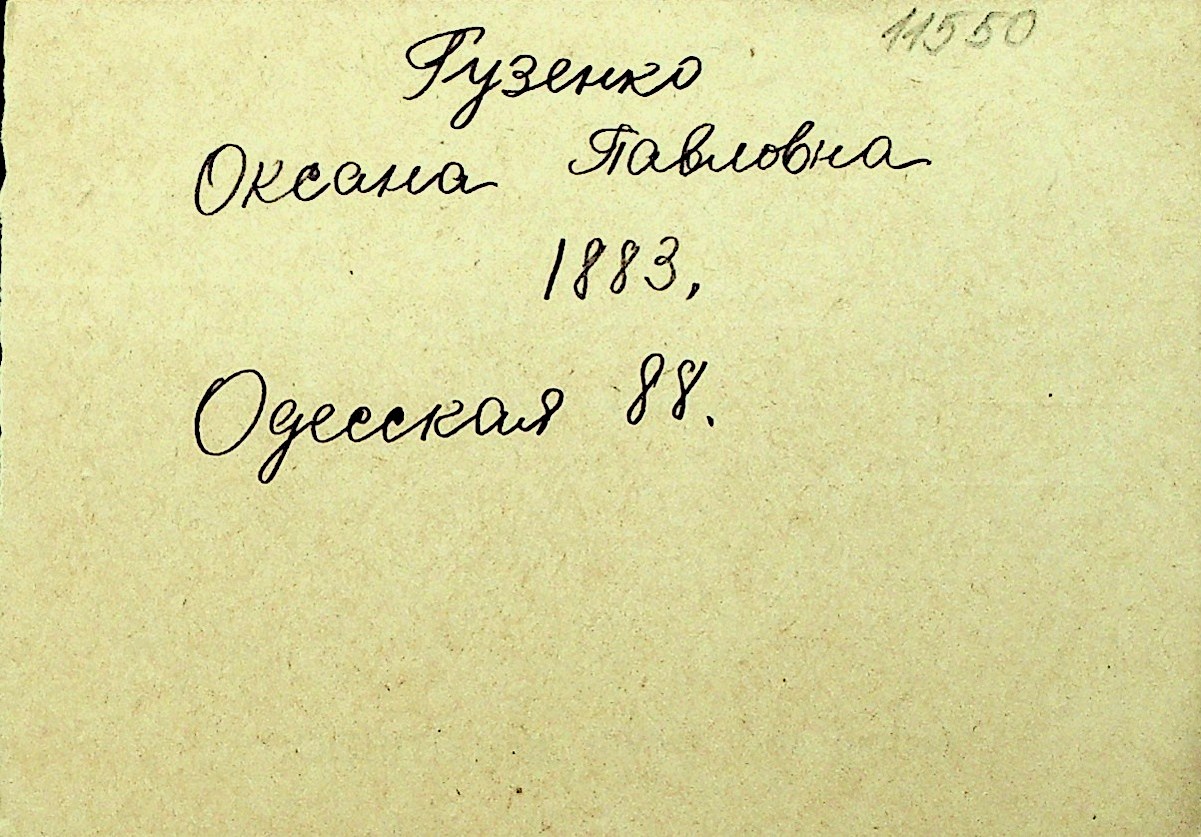 11550
Гузенко
Оксана Павловна
1883,
Одесская 88.